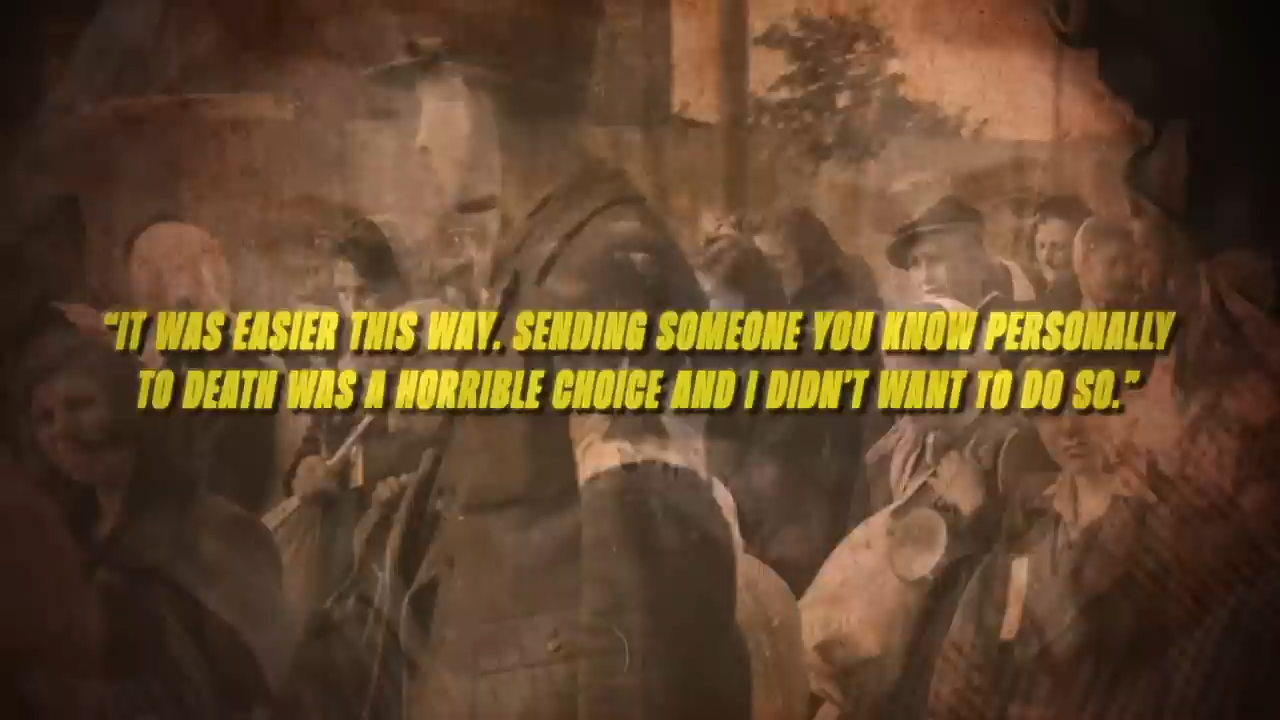 “IT WAS EASIER THIS WAY. SENDING SOMEONE YOU KNOW PERSONALLY
TO DEATH WAS A HORRIBLE CHOICE AND I DIDN’T WANT TO DO SO.”